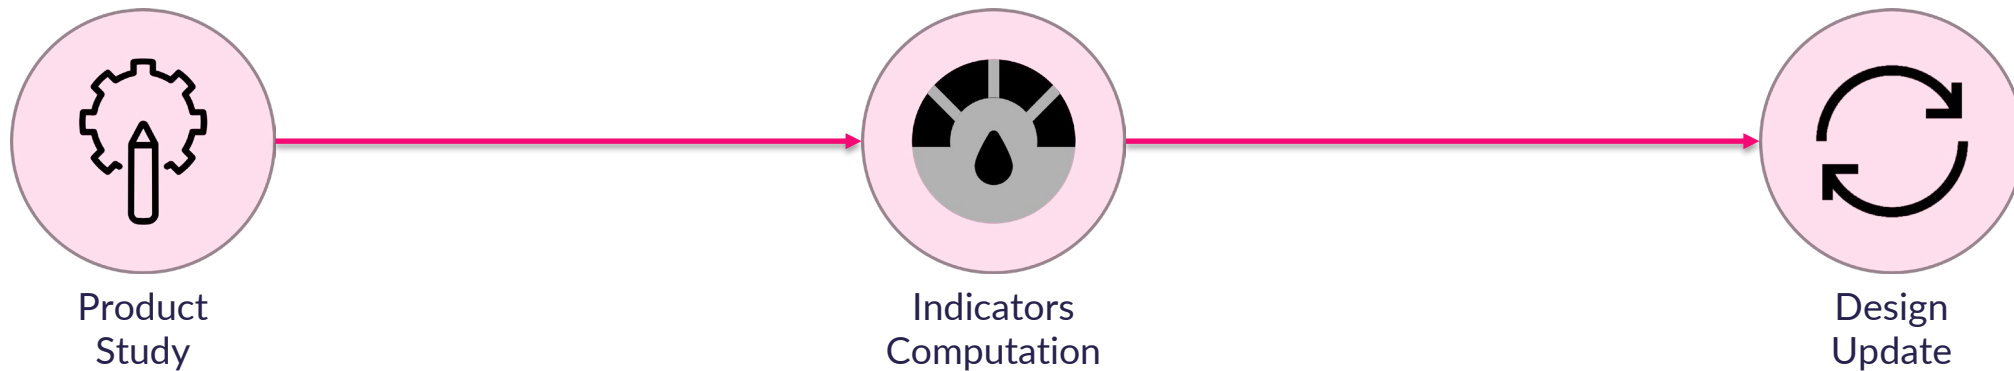 Product
Study
Indicators
Computation
Design
Update